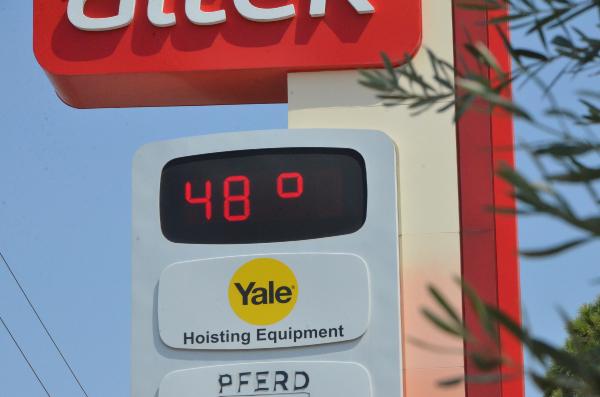 48°
Yale
Hoisting Equipment
PFERD